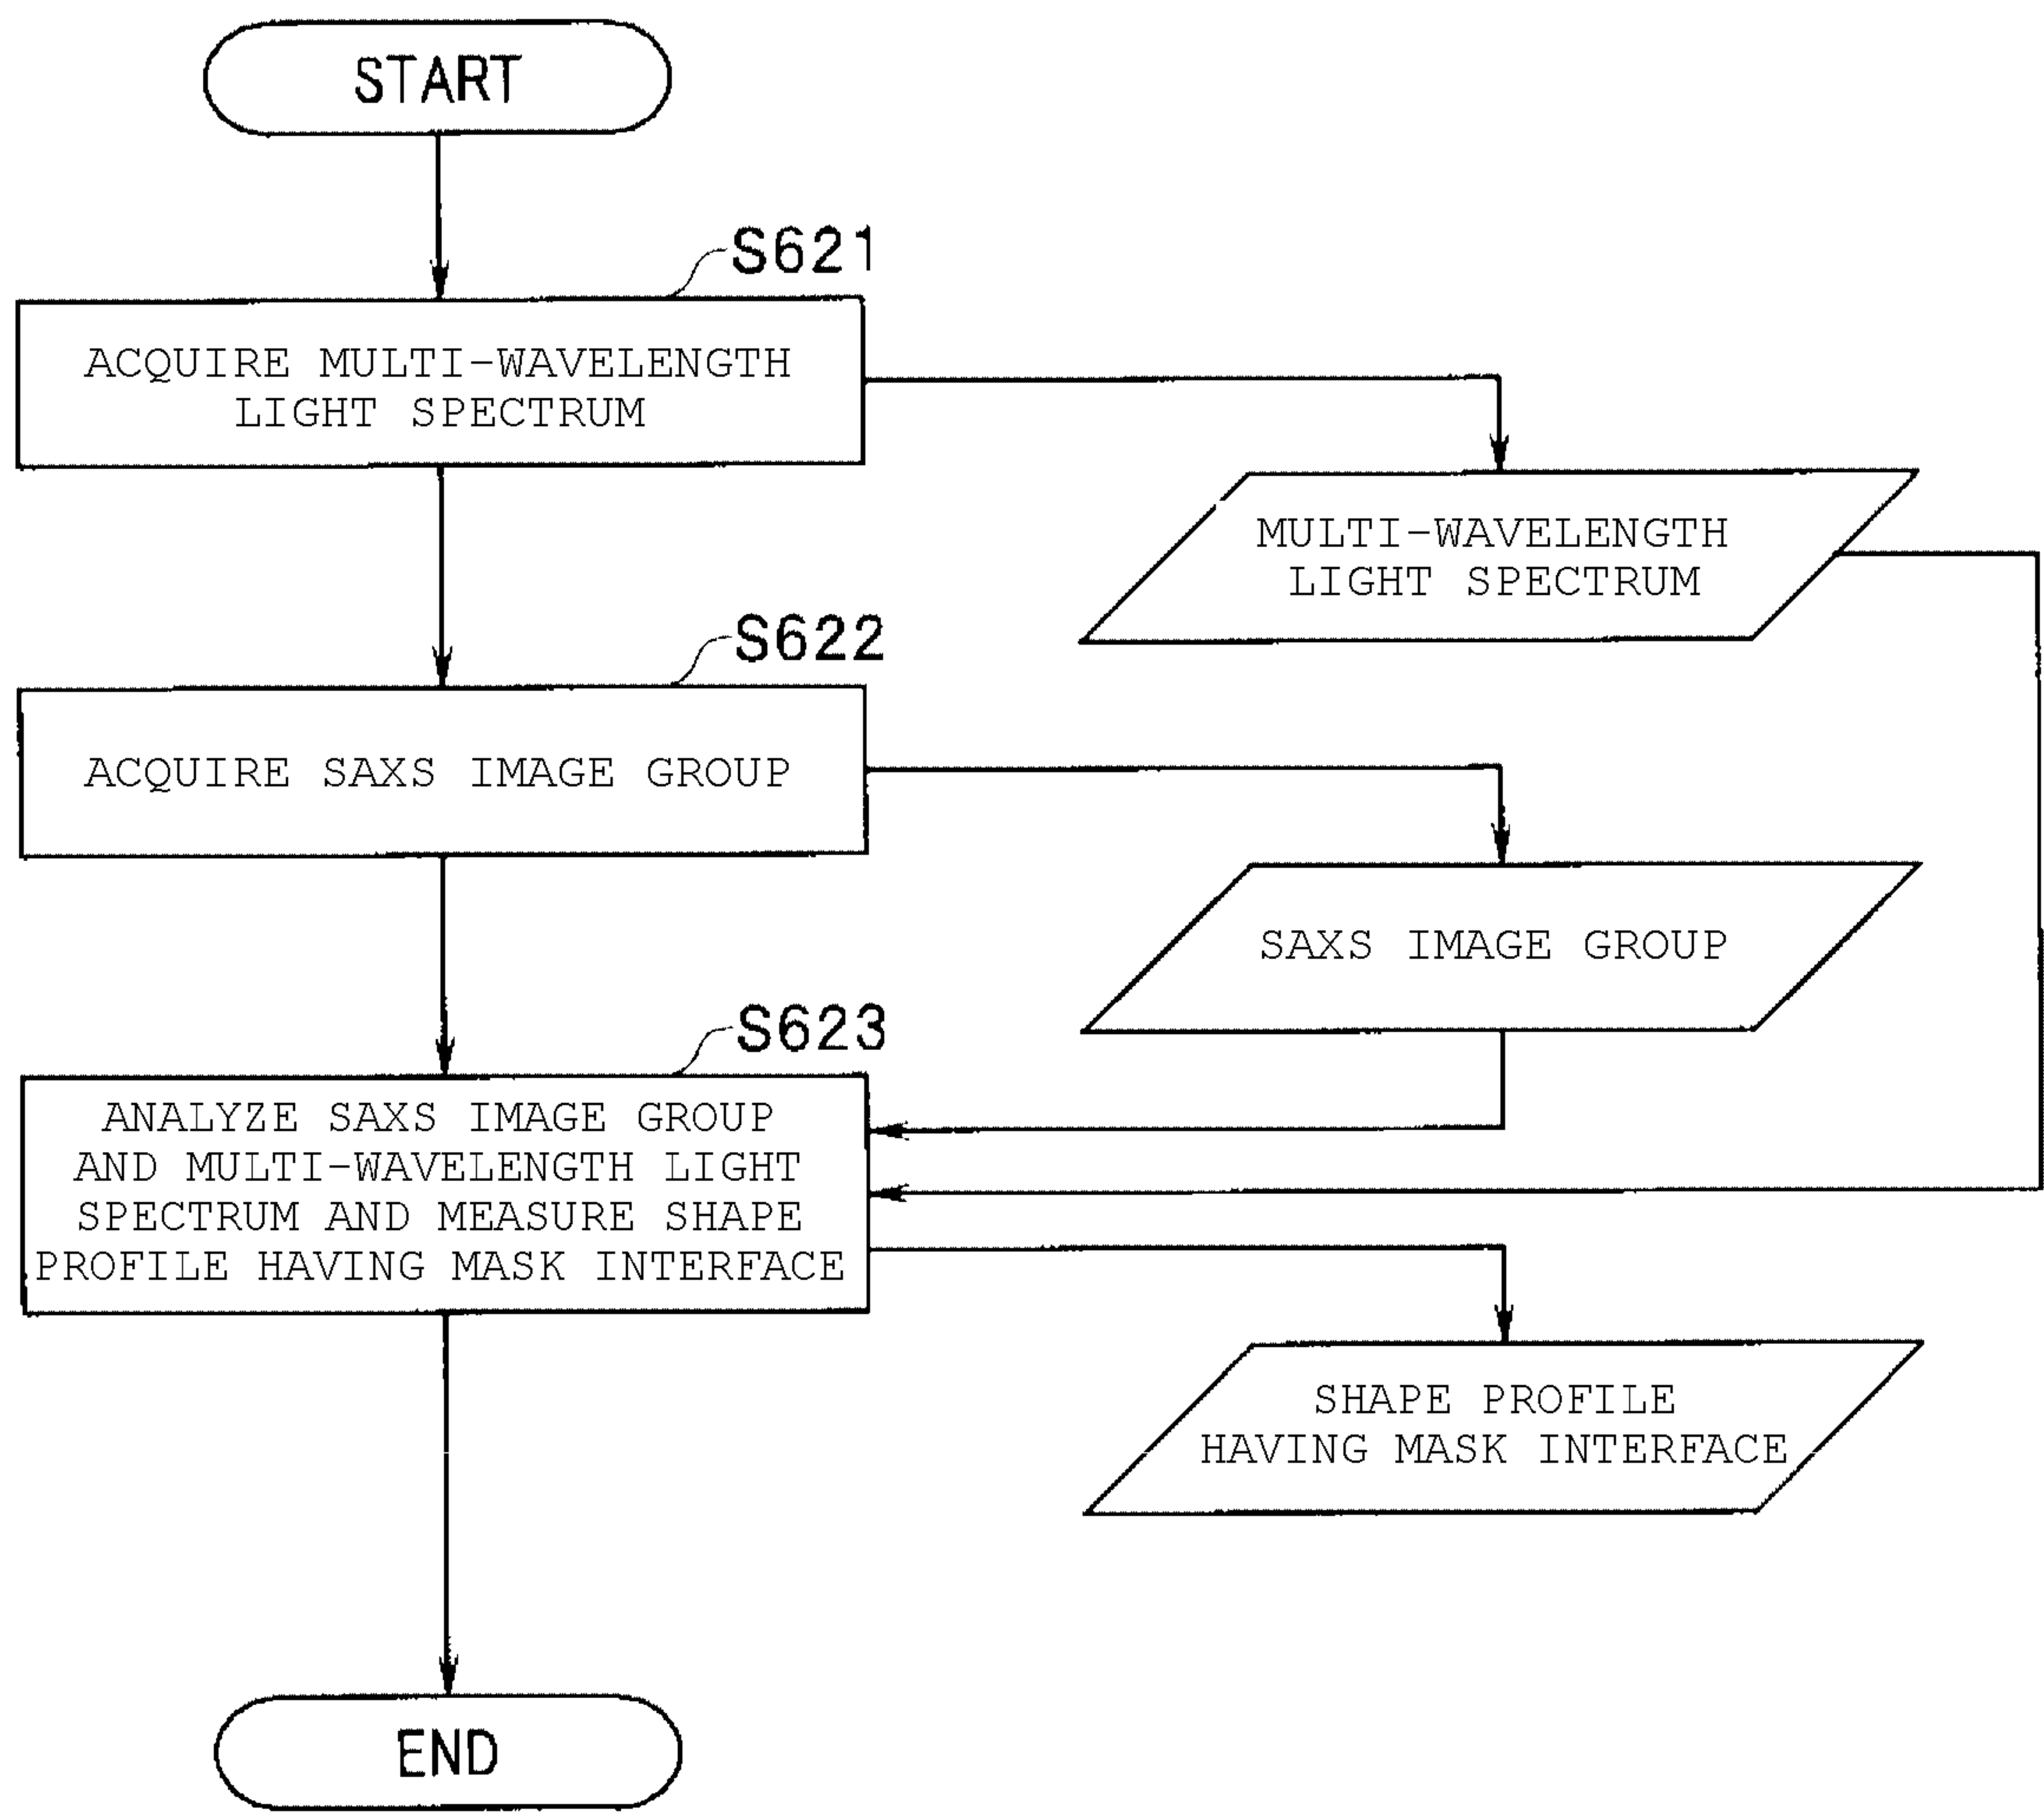 START
S621
ACQUIRE MULTI-WAVELENGTH
LIGHT SPECTRUM
MULTI-WAVELENGTH
LIGHT SPECTRUM
S622
ACQUIRE SAXS IMAGE GROUP
SAXS IMAGE GROUP
S623
ANALYZE SAXS IMAGE GROUP
AND MULTI-WAVELENGTH LIGHT
SPECTRUM AND MEASURE SHAPE
PROFILE HAVING MASK INTERFACE
SHAPE PROFILE
HAVING MASK INTERFACE
END